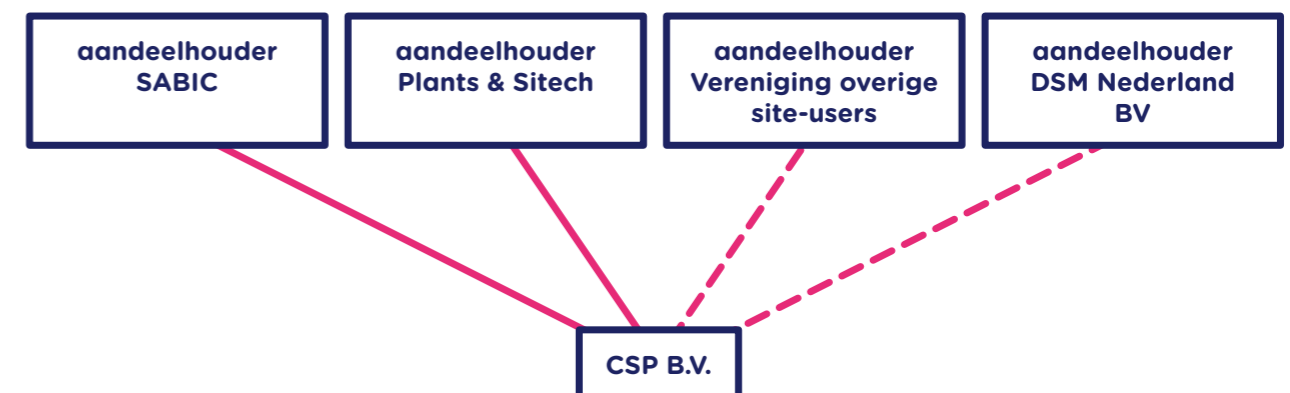 aandeelhouder
SABIC
aandeelhouder
Plants & Sitech
aandeelhouder
Vereniging overige
site-users
aandeelhouder
DSM Nederland
BV
CSP B.V.